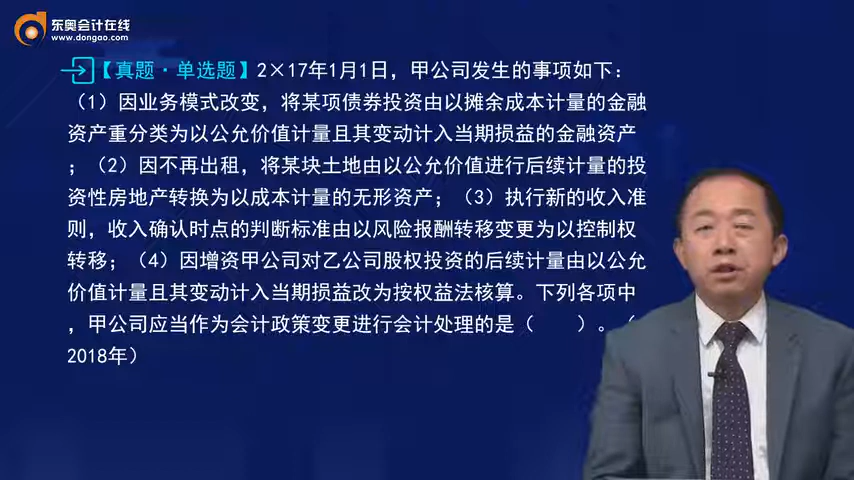 东奥会计在线
www.dongao.com
【真题·单选题】2×17年1月1日，甲公司发生的事项如下：
（1）因业务模式改变，将某项债券投资由以摊余成本计量的金融
资产重分类为以公允价值计量且其变动计入当期损益的金融资产
；（2）因不再出租，将某块土地由以公允价值进行后续计量的投
资性房地产转换为以成本计量的无形资产；（3）执行新的收入准
则，收入确认时点的判断标准由以风险报酬转移变更为以控制权
转移；（4）因增资甲公司对乙公司股权投资的后续计量由以公允
价值计量且其变动计入当期损益改为按权益法核算。下列各项中
，甲公司应当作为会计政策变更进行会计处理的是（　　）。（
2018年）